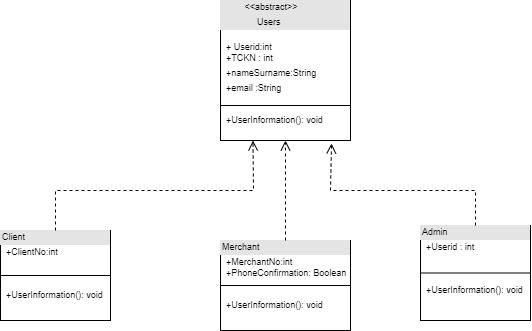 <<abstract>>
Users
+ Userid:int
+TCKN : int
+nameSurname:String
+email :String
+UserInformation(): void
Client
+ClientNo:int
+UserInformation(): void
Merchant
+MerchantNo:int
+PhoneConfirmation: Boolean
+UserInformation(): void
Admin
+Userid : int
+UserInformation(): void